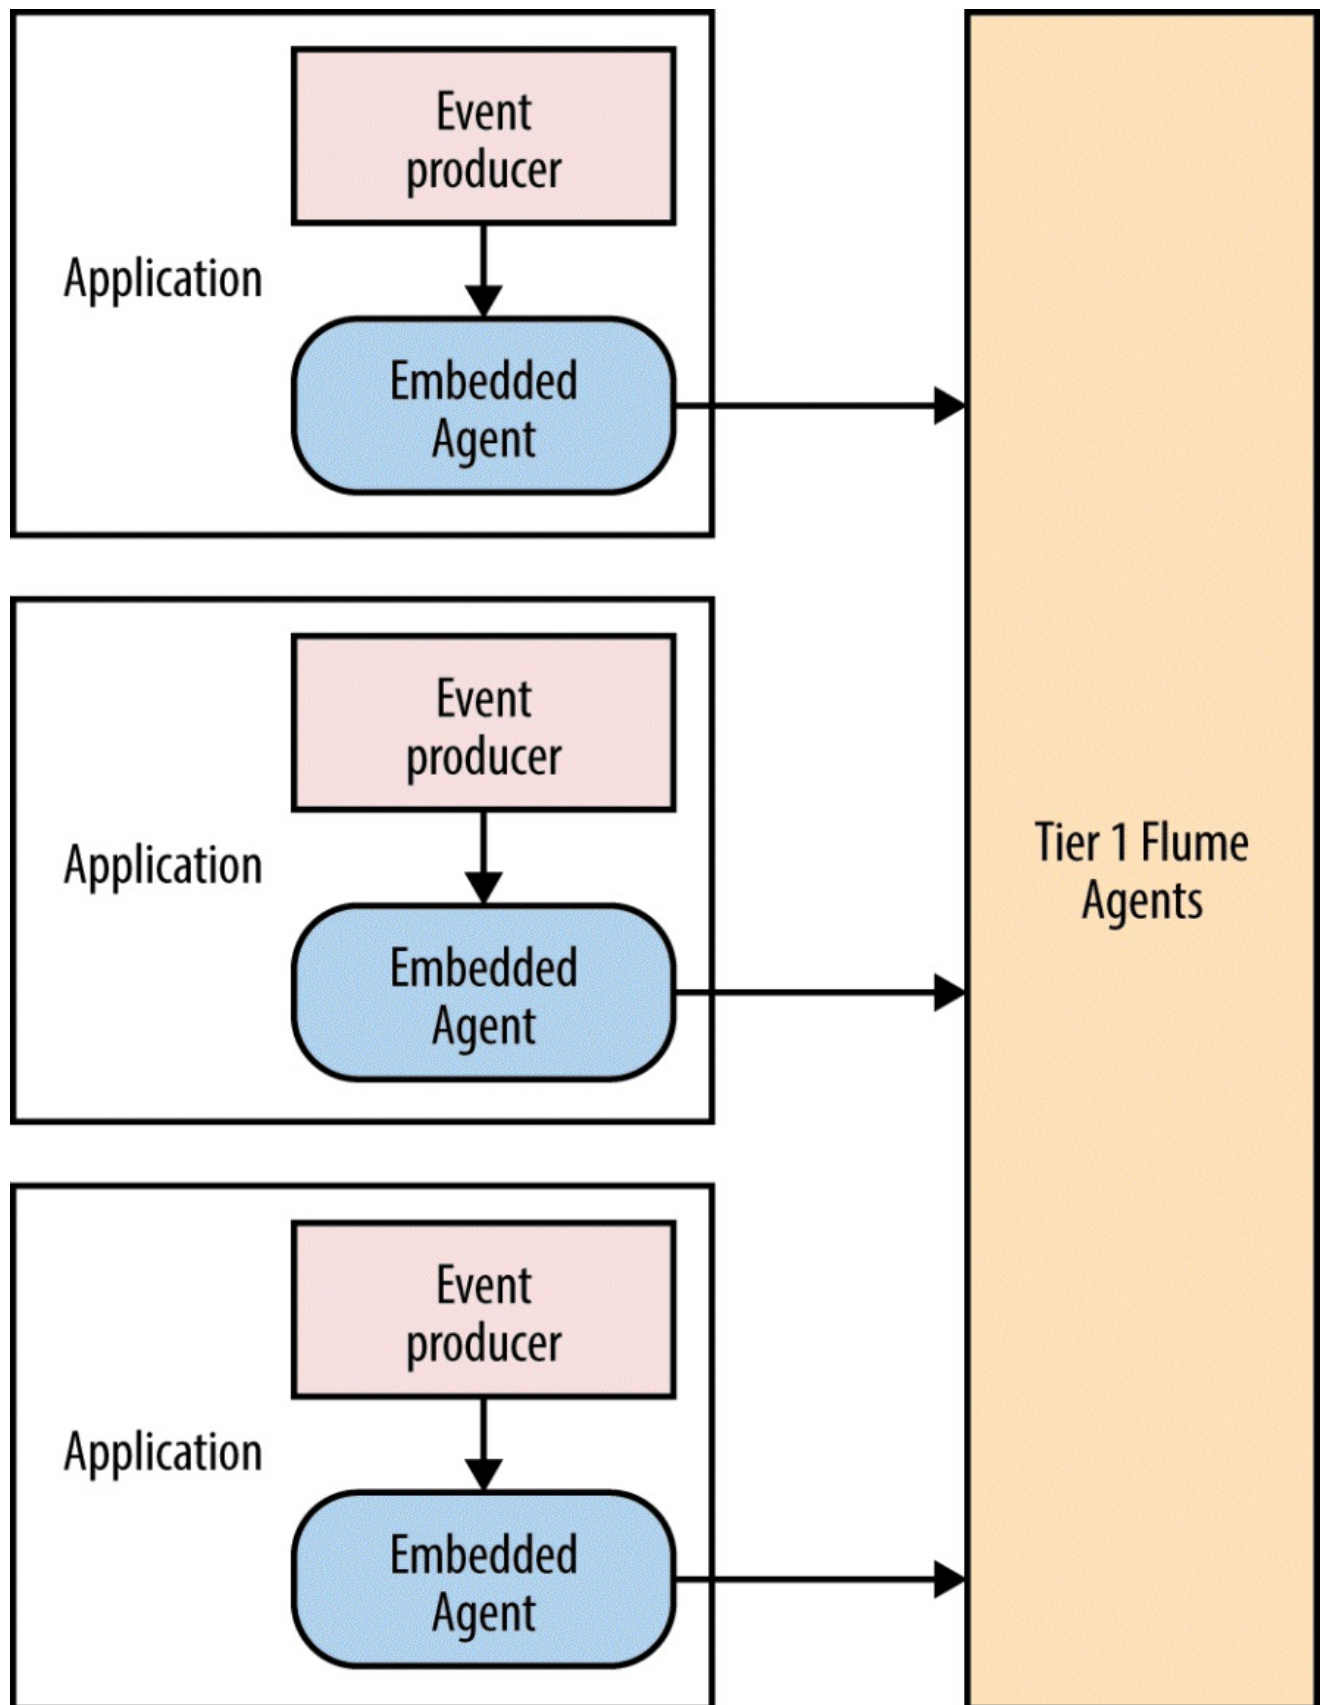 Event
producer
Application
Embedded
Agent
Event
producer
Application
Embedded
Agent
Event
producer
Application
Embedded
Agent
Tier 1 Flume
Agents